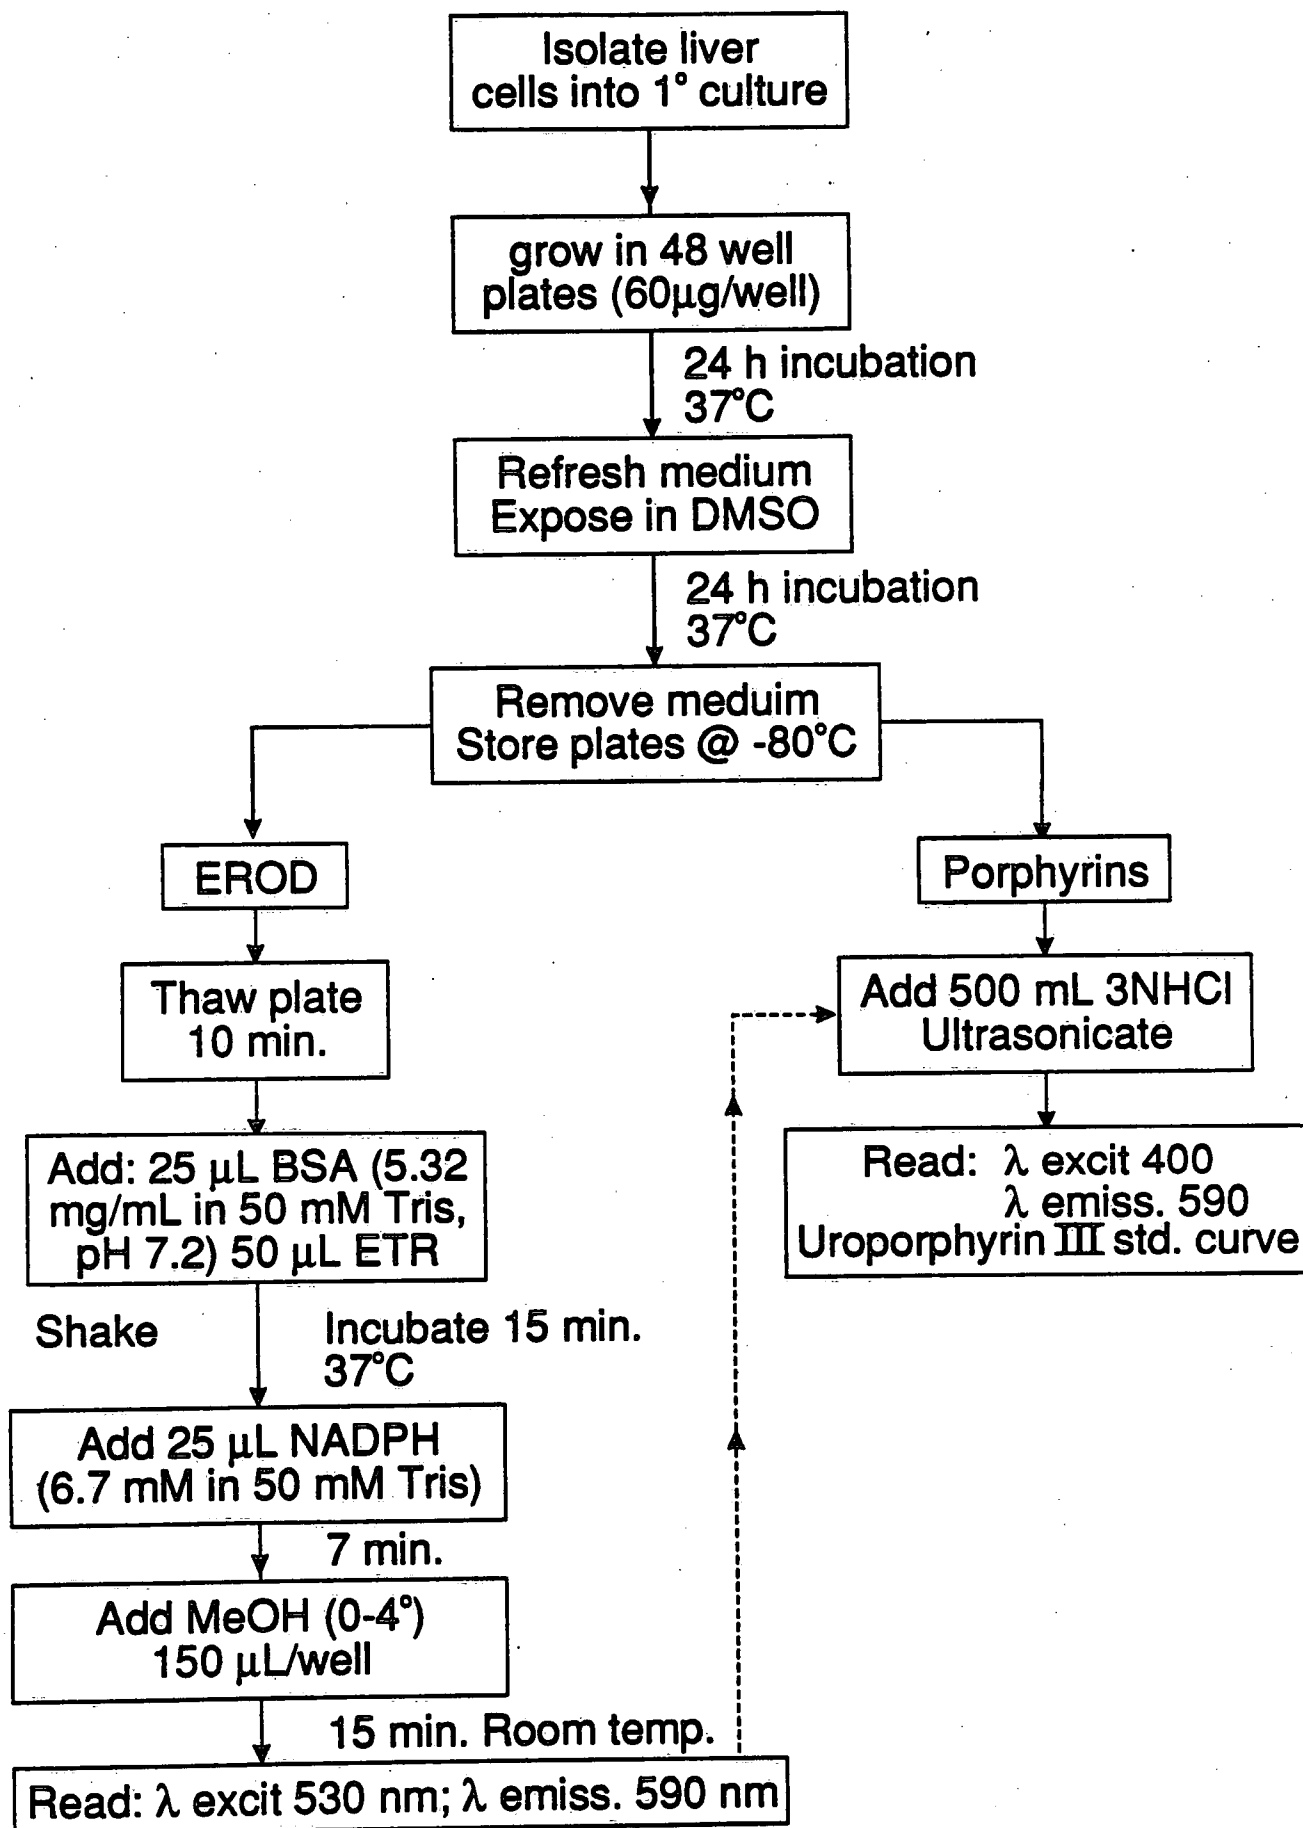 Isolate liver
cells into 1° culture
grow in 48 well
plates (60µg/well)
24 h incubation
37°C
Refresh medium
Expose in DMSO
24 h incubation
37°C
Remove meduim
Store plates @ -80°C
EROD
Thaw plate
10 min.
Add: 25 µL BSA (5.32
mg/mL in 50 mM Tris,
pH 7.2) 50 µL ETR
Shake
Incubate 15 min.
37°C
Add 25 µL NADPH
(6.7 mM in 50 mM Tris)
7 min.
Add MeOH (0-4°)
150 µL/well
15 min. Room temp.
Read: λ excit 530 nm; λ emiss. 590 nm
Porphyrins
Add 500 mL 3NHCl
Ultrasonicate
Read: λ excit 400
λ emiss. 590
Uroporphyrin III std. curve